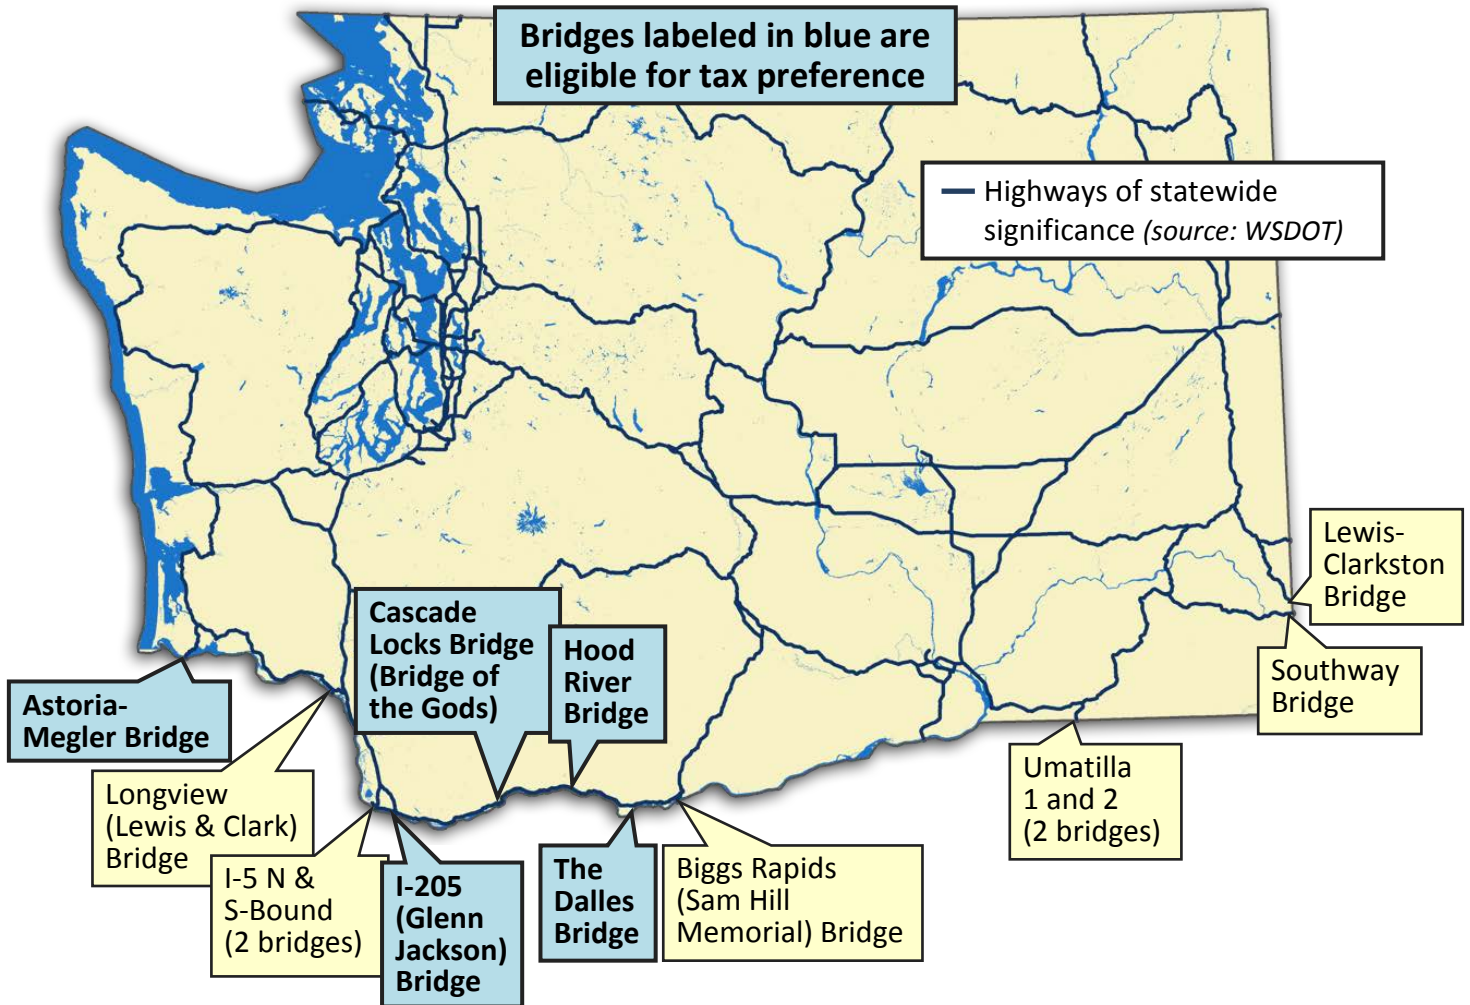 Bridges labeled in blue are
eligible for tax preference
Highways of statewide
significance (source: WSDOT)
Lewis-
Clarkston
Bridge
Southway
Bridge
Cascade
Locks Bridge
(Bridge of
the Gods)
Hood
River
Bridge
Astoria-
Megler Bridge
Longview
(Lewis & Clark)
Bridge
I-5 N &
S-Bound
(2 bridges)
I-205
(Glenn
Jackson)
Bridge
The
Dalles
Bridge
Biggs Rapids
(Sam Hill
Memorial) Bridge
Umatilla
1 and 2
(2 bridges)